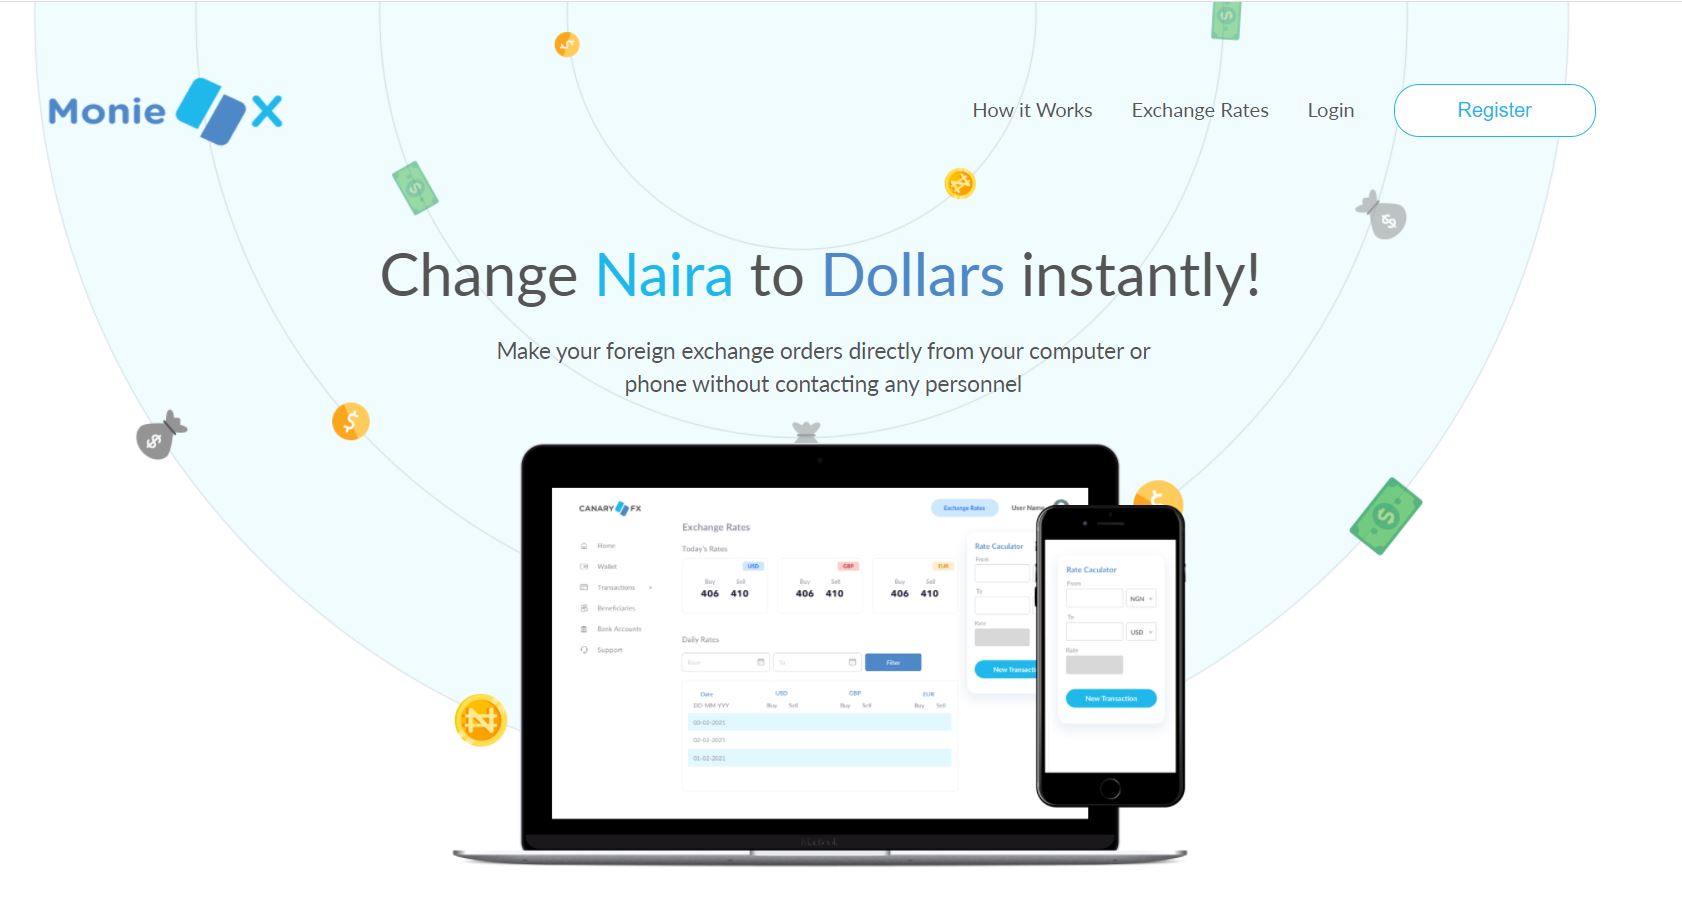 Monie X
How it Works
Exchange Rates
Login
Register
Change Naira to Dollars instantly!
Make your foreign exchange orders directly from your computer or
phone without contacting any personnel
CANARY FX
Exchange Rates
User Name
Home
Wallet
Transactions
Beneficiaries
Bank Accounts
Support
Exchange Rates
Today's Rates
USD
Buy Sell
406 410
GBP
Buy Sell
406 410
EUR
Buy Sell
406 410
Daily Rates
To
Filter
Date USD GBP EUR
DD-MM-YYY Buy Sell Buy Sell Buy Sell
03-02-2021
02-02-2021
01-02-2021
Rate Caculator
From
To
Rate
New Transacti
Rate Caculator
From
NGN
To
USD
Rate
New Transaction
MacBook